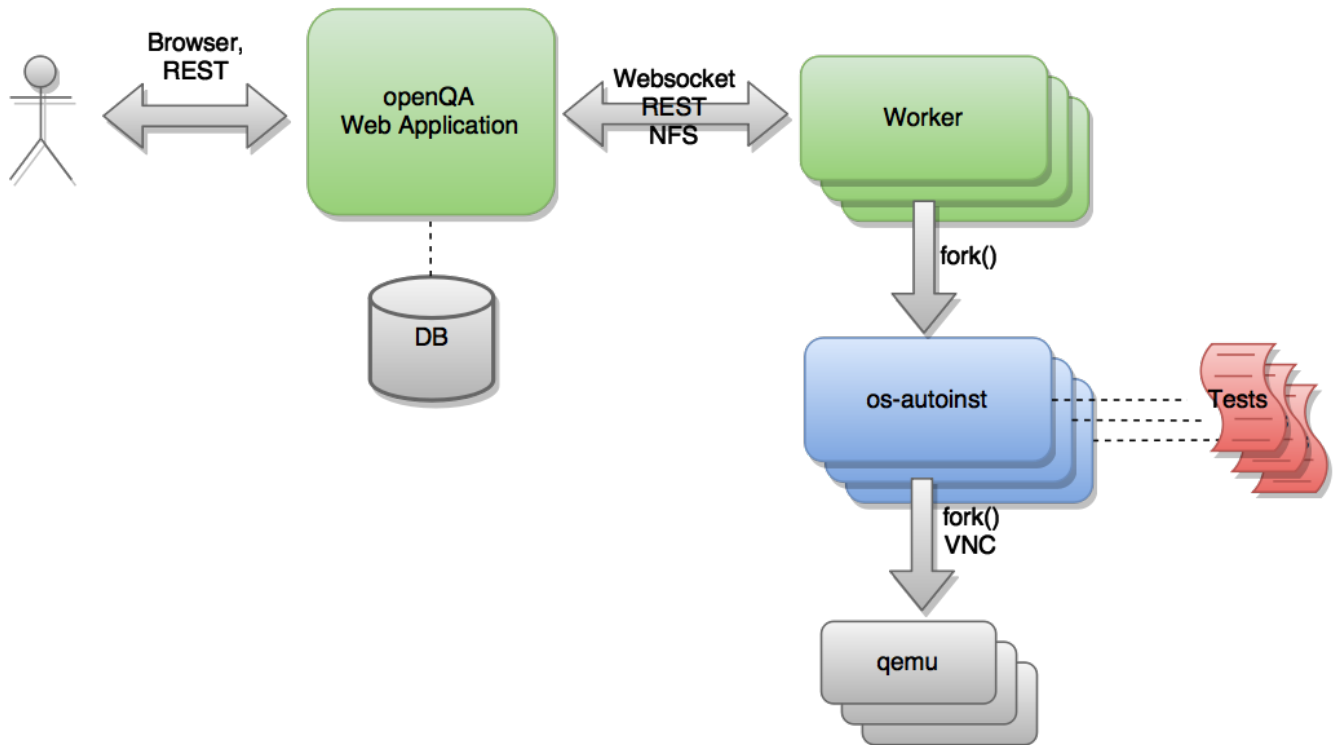 Browser,
REST
openQA
Web Application
Websocket
REST
NFS
Worker
fork()
DB
os-autoinst
Tests
fork()
VNC
qemu